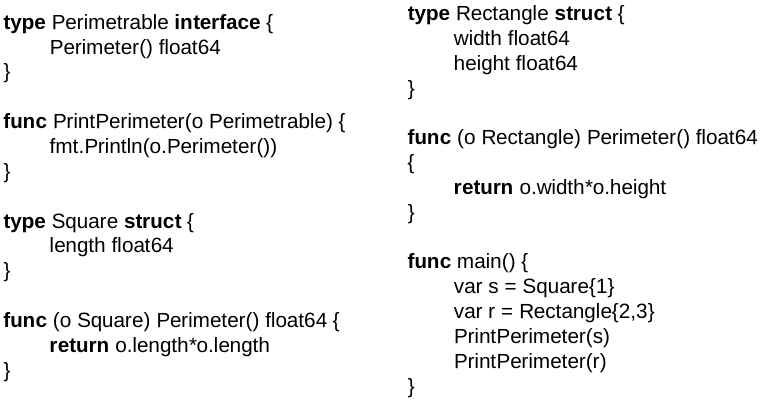 type Perimetrable interface {
Perimeter() float64
}
func PrintPerimeter(o Perimetrable) {
fmt.Println(o.Perimeter())
}
type Square struct {
length float64
}
func (o Square) Perimeter() float64 {
return o.length*o.length
}
type Rectangle struct {
width float64
height float64
}
func (o Rectangle) Perimeter() float64
{
return o.width*o.height
}
func main() {
var s = Square{1}
var r = Rectangle{2,3}
PrintPerimeter(s)
PrintPerimeter(r)
}